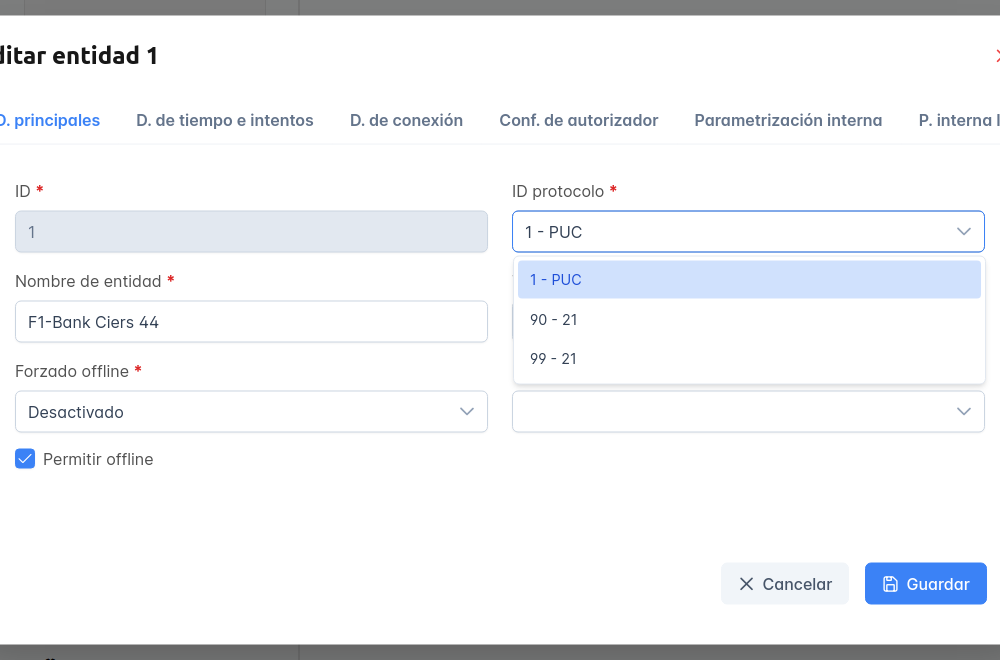 ditar entidad 1
D. principales D. de tiempo e intentos D. de conexión Conf. de autorizador Parametrización interna P. interna
ID * ID protocolo *
1 1 - PUC
1 - PUC
Nombre de entidad *
90 - 21
F1-Bank Ciers 44
99 - 21
Forzado offline *
Desactivado
Permitir offline
Cancelar Guardar